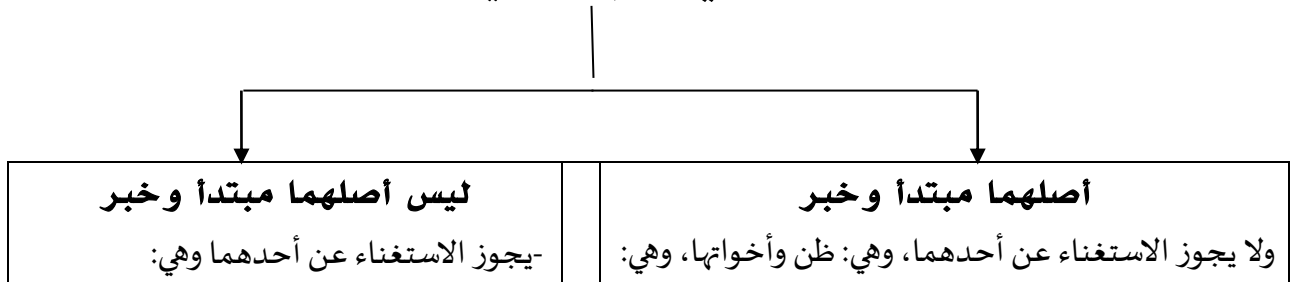 أصلهما مبتدأ وخبر
ولا يجوز الاستغناء عن أحدهما، وهي: ظن وأخواتها، وهي:
ليس أصلهما مبتدأ وخبر
-يجوز الاستغناء عن أحدهما وهي: